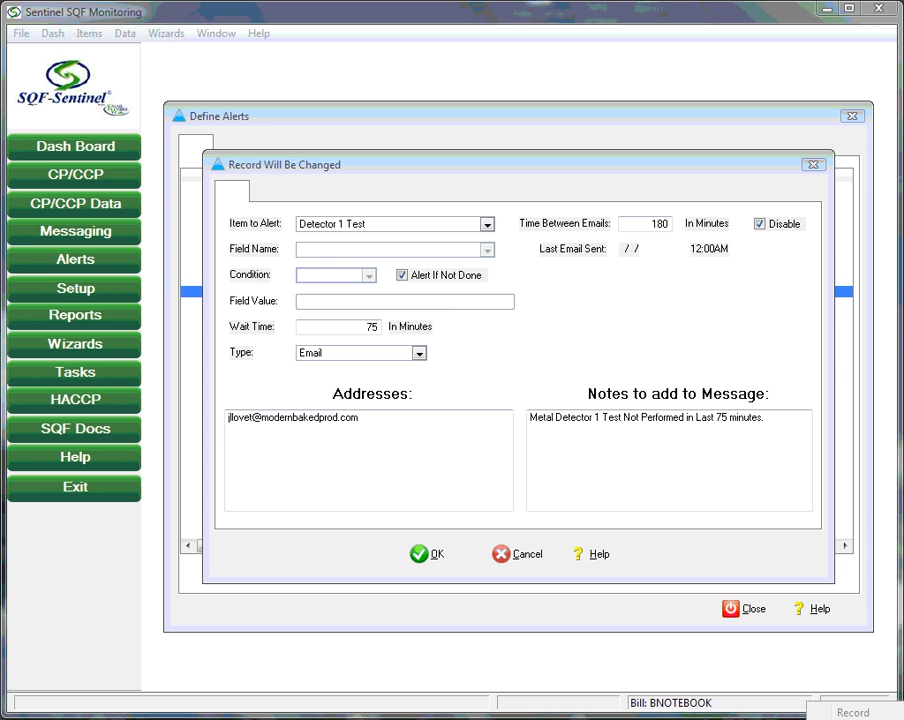 Sentinel SQF Monitoring
File Dash Items Data Wizards Window Help
SQF-Sentinel
Dash Board
CP/CCP
CP/CCP Data
Messaging
Alerts
Setup
Reports
Wizards
Tasks
HACCP
SQF Docs
Help
Exit
Define Alerts
Record Will Be Changed
Item to Alert: Detector 1 Test Time Between Emails: 180 In Minutes Disable
Field Name: Last Email Sent: / / 12:00AM
Condition: Alert If Not Done
Field Value:
Wait Time: 75 In Minutes
Type: Email
Addresses: Notes to add to Message:
jllovet@modernbakedprod.com Metal Detector 1 Test Not Performed in Last 75 minutes.
OK Cancel Help
Close Help
Bill: BNOTEBOOK
Record